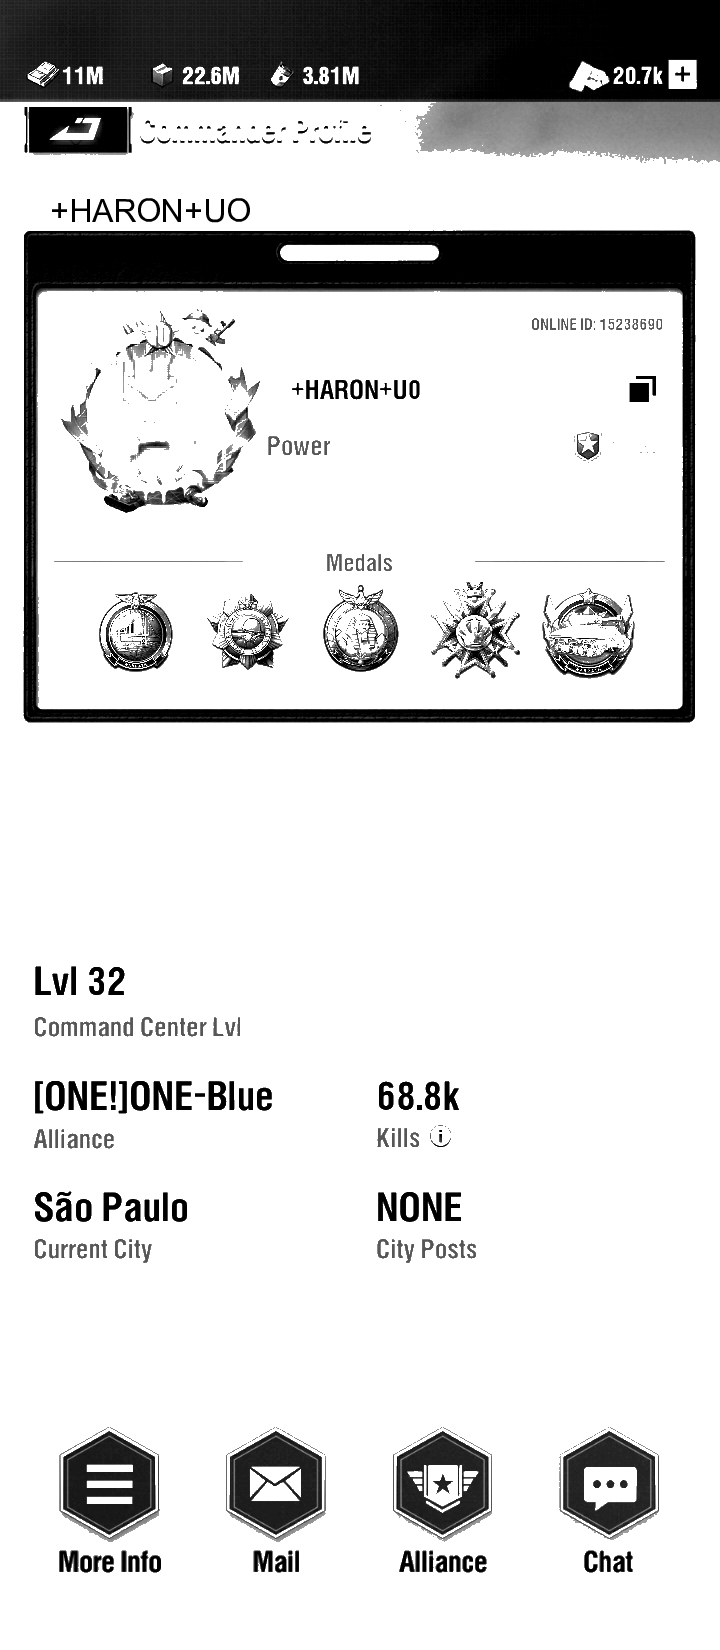 11M 22.6M 3.81M 20.7k +
Commander Profile
+HARON+UO
ONLINE ID: 15238690
+HARON+UO
Power
Medals
Lvl 32
Command Center Lvl
[ONE!]ONE-Blue 68.8k
Alliance Kills
São Paulo NONE
Current City City Posts
More Info Mail Alliance Chat